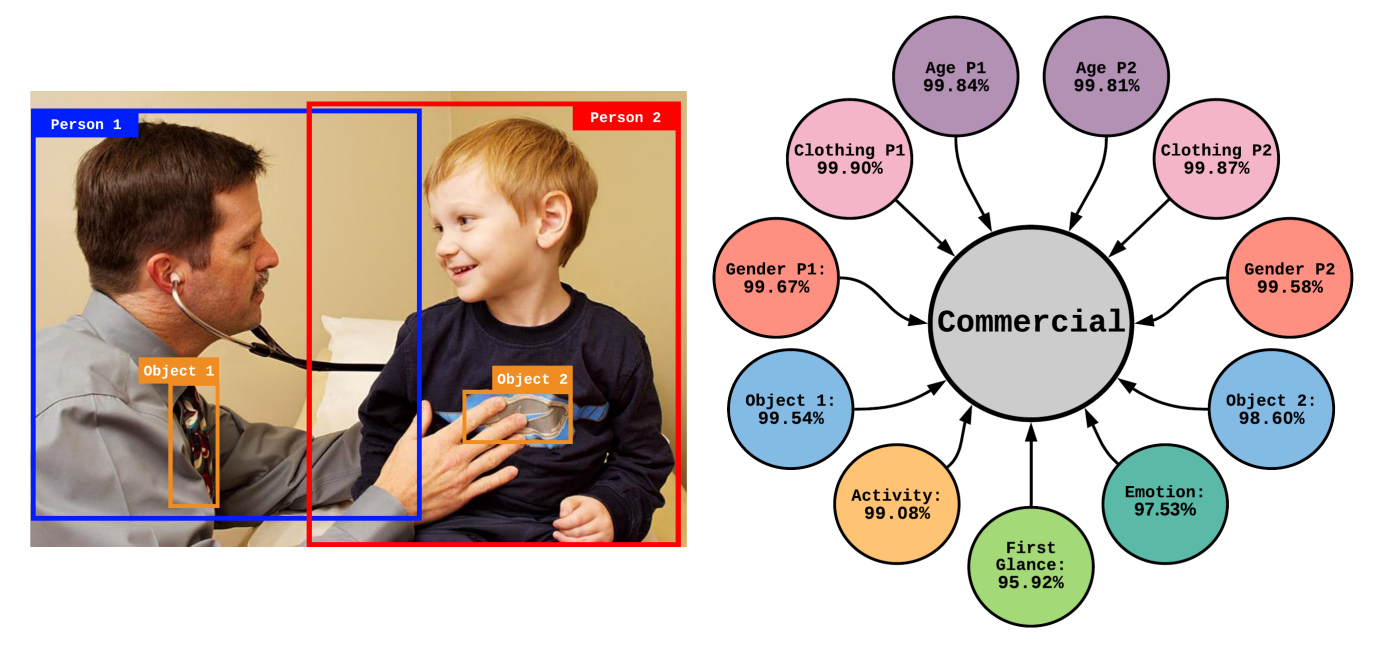 Person 1
Person 2
Object 1
Object 2
Age P1
99.84%
Age P2
99.81%
Clothing P1
99.90%
Clothing P2
99.87%
Gender P1:
99.67%
Gender P2
99.58%
Commercial
Object 1:
99.54%
Object 2:
98.60%
Activity:
99.08%
Emotion:
97.53%
First
Glance:
95.92%